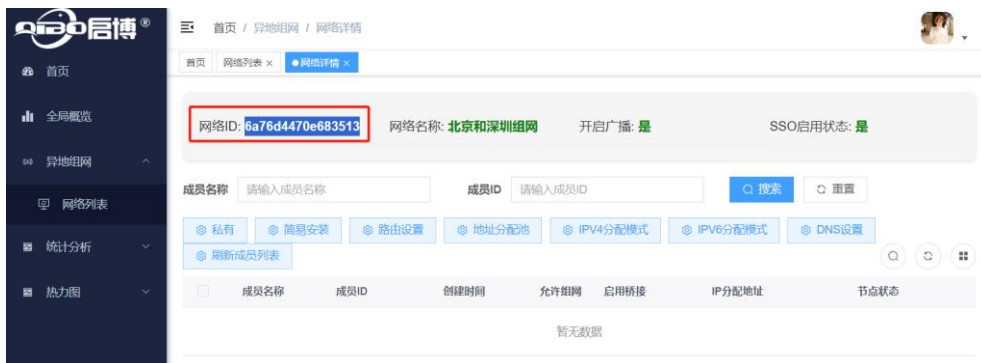 QIBO启博®
首页 / 异地组网 / 网络详情
首页 网络列表 × 网络详情 ×
首页
全局概览
异地组网
网络列表
统计分析
热力图
网络ID: 6a76d4470e683513 网络名称: 北京和深圳组网 开启广播: 是 SSO启用状态: 是
成员名称 请输入成员名称 成员ID 请输入成员ID 搜索 重置
私有 简易安装 路由设置 地址分配池 IPV4分配模式 IPV6分配模式 DNS设置
刷新成员列表
成员名称 成员ID 创建时间 允许组网 启用桥接 IP分配地址 节点状态
暂无数据